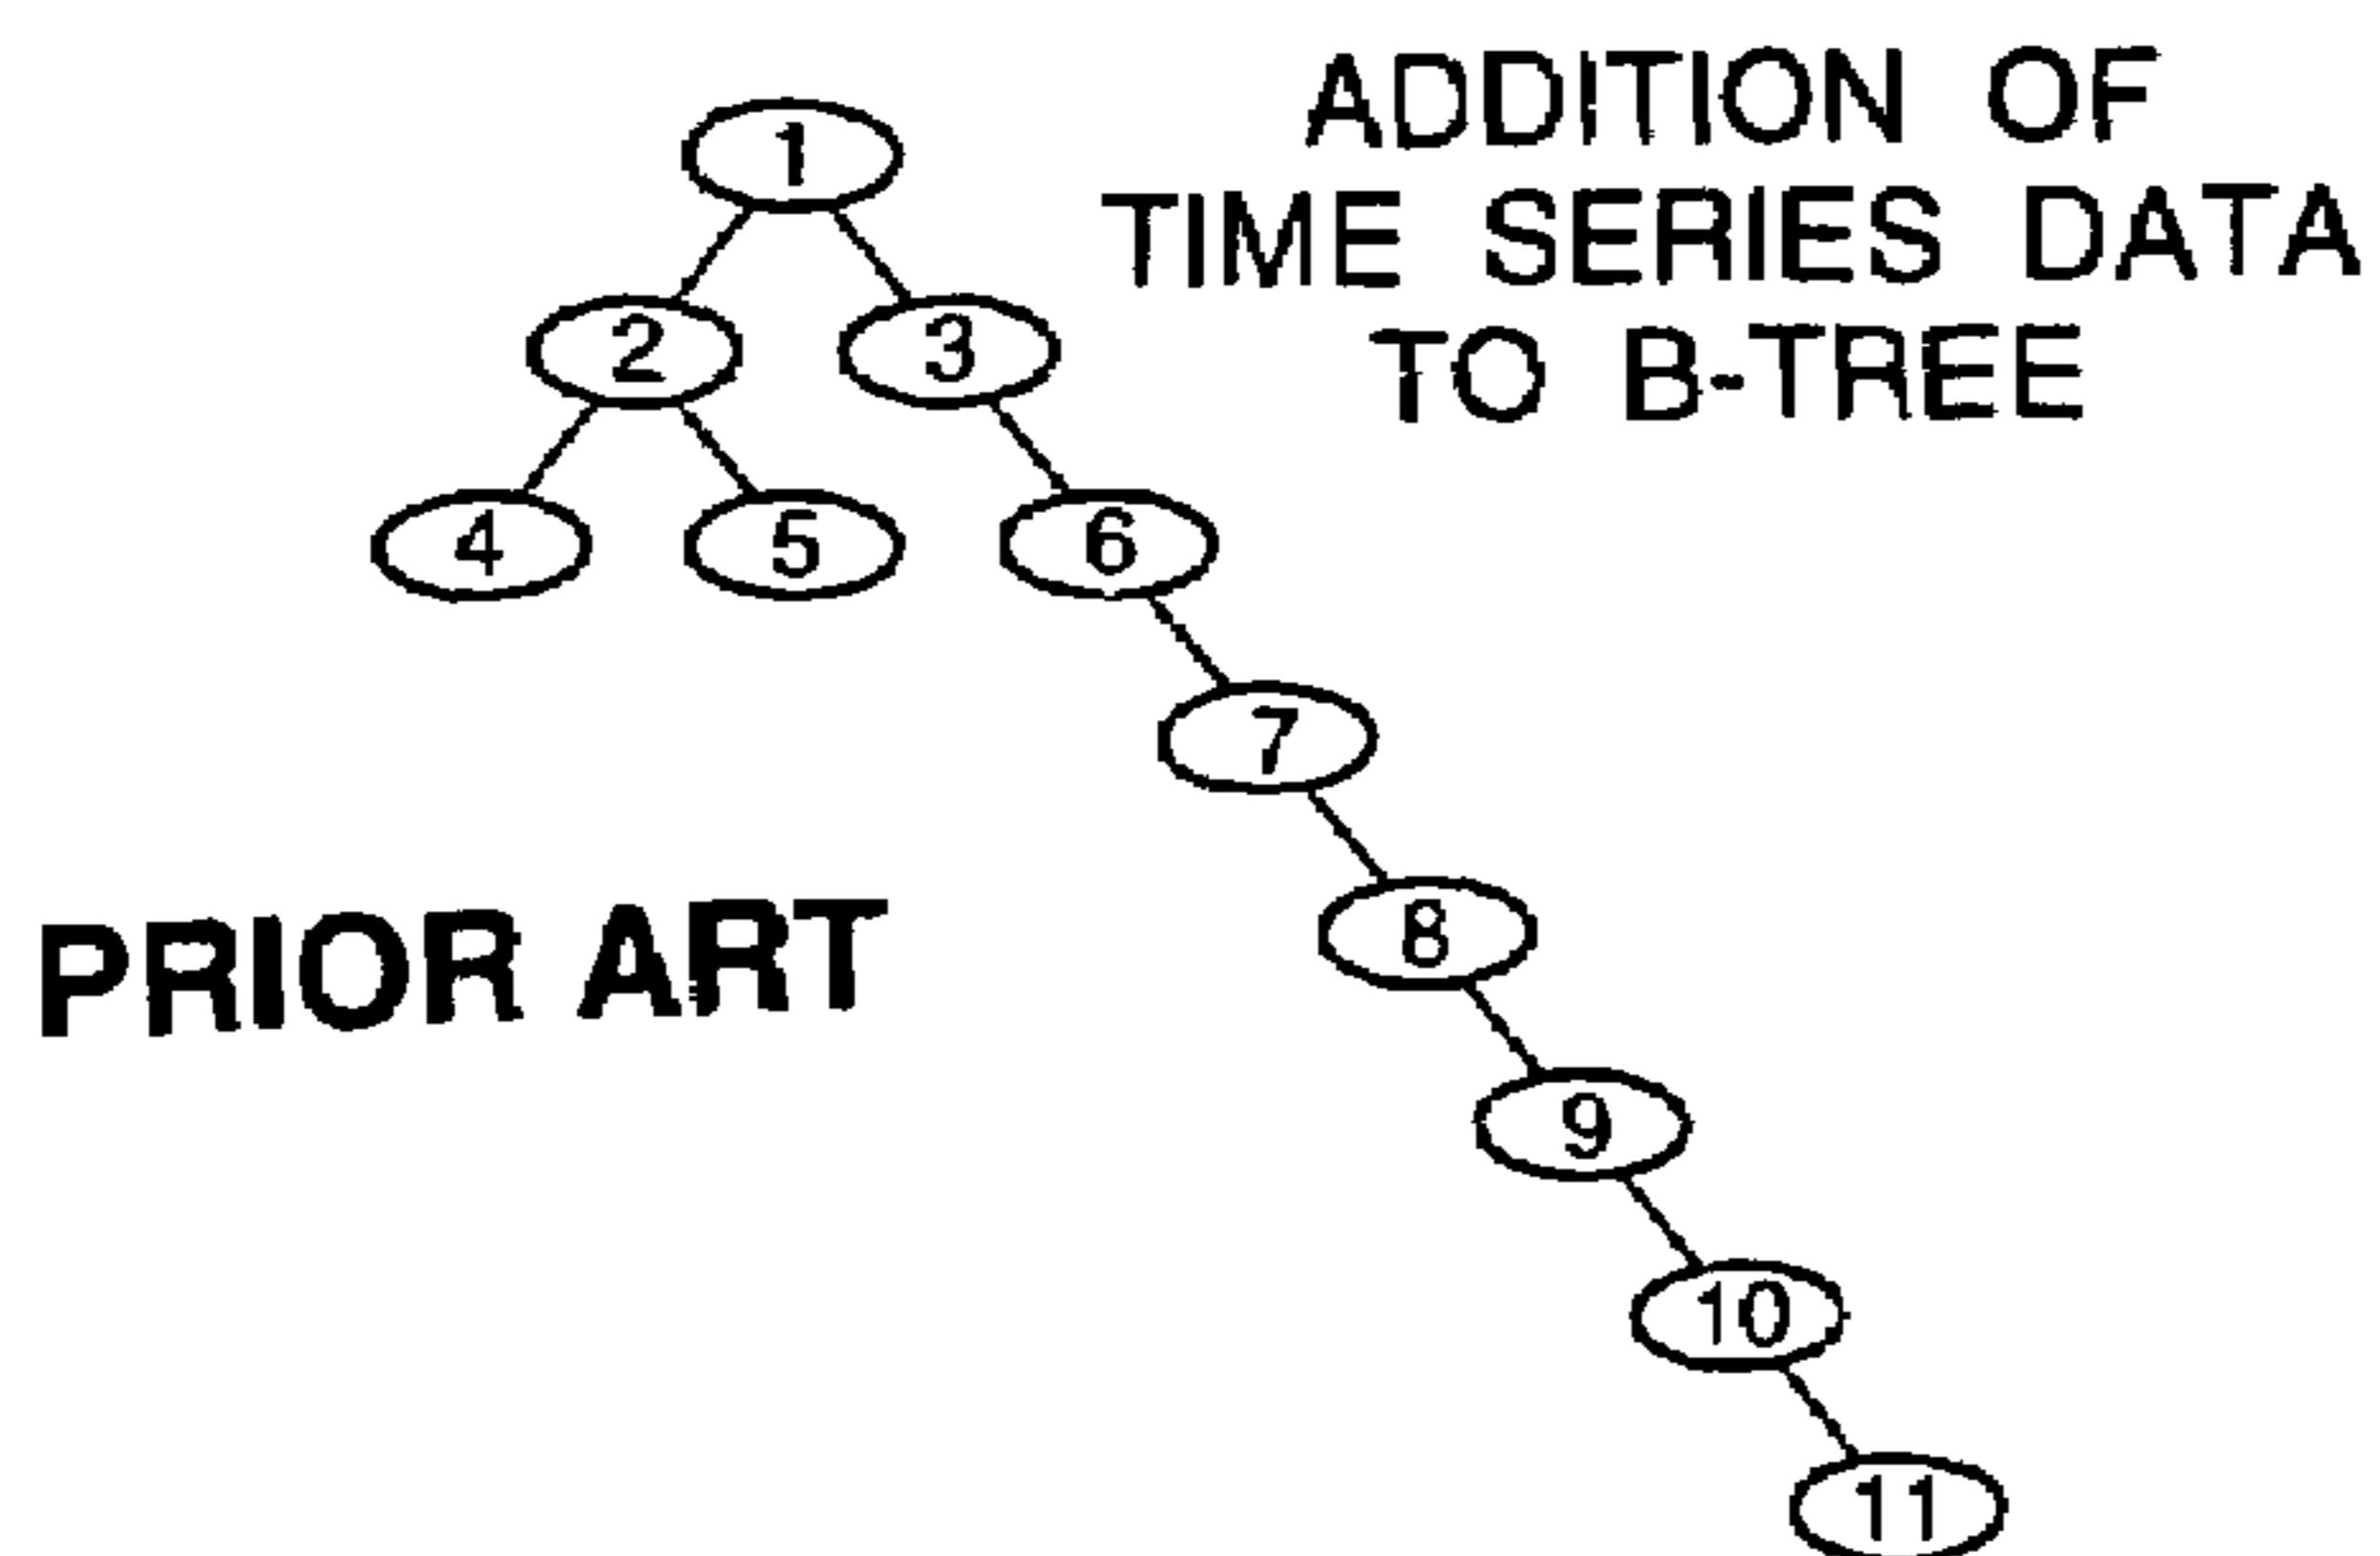 ADDITION OF
TIME SERIES DATA
TO B-TREE
1
2 3
4 5 6
7
8
PRIOR ART
9
10
11